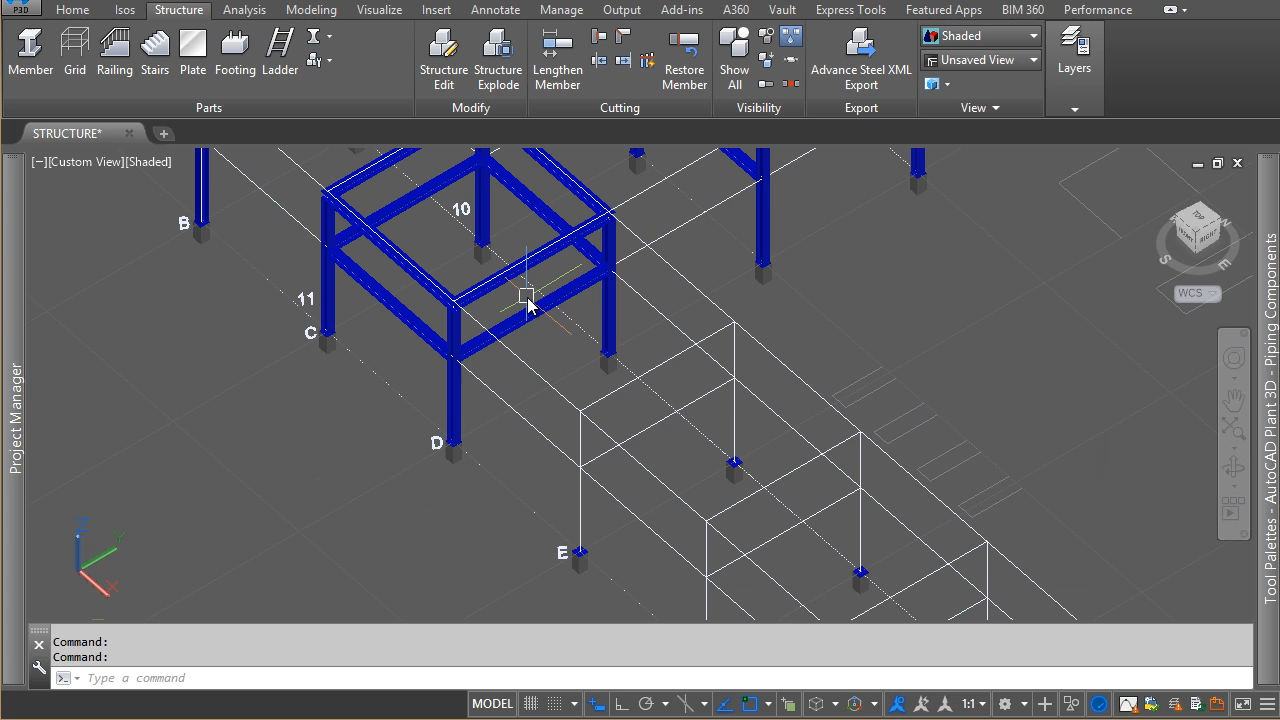 P3D
Home Isos Structure Analysis Modeling Visualize Insert Annotate Manage Output Add-ins A360 Vault Express Tools Featured Apps BIM 360 Performance
Member Grid Railing Stairs Plate Footing Ladder
Structure Edit
Structure Explode
Lengthen Member
Restore Member
Show All
Advance Steel XML Export
Shaded
Unsaved View
Layers
Parts Modify Cutting Visibility Export View
STRUCTURE*
[−][Custom View][Shaded]
B
10
11
C
D
E
TOP
RIGHT
N
S
E
WCS
Z
Y
X
Project Manager
Tool Palettes - AutoCAD Plant 3D - Piping Components
Command:
Command:
Type a command
MODEL
1:1